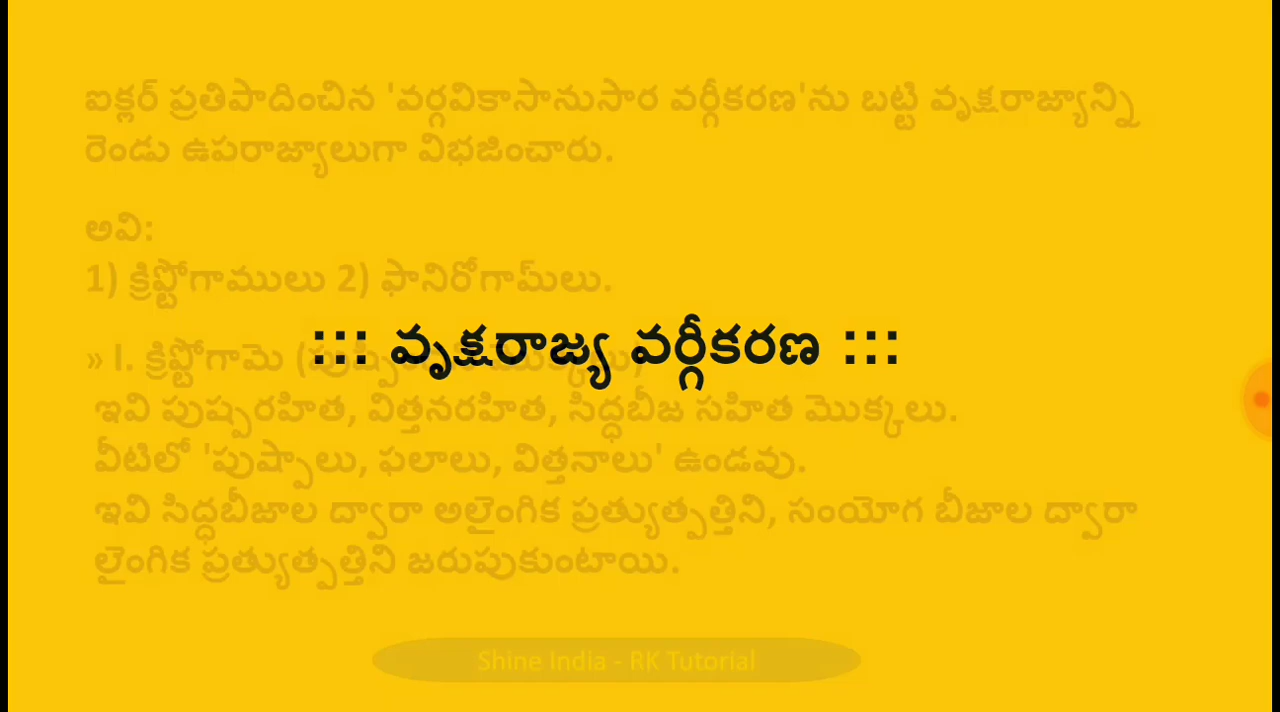 ఐక్లర్ ప్రతిపాదించిన 'వర్గవికాసానుసార వర్గీకరణ'ను బట్టి వృక్షరాజ్యాన్ని
రెండు ఉపరాజ్యాలుగా విభజించారు.
అవి:
1) క్రిప్టోగాములు 2) ఫానిరోగామ్‌లు.
::: వృక్షరాజ్య వర్గీకరణ :::
» I. క్రిప్టోగామె
ఇవి పుష్పరహిత, విత్తనరహిత, సిద్ధబీజ సహిత మొక్కలు.
వీటిలో 'పుష్పాలు, ఫలాలు, విత్తనాలు' ఉండవు.
ఇవి సిద్ధబీజాల ద్వారా అలైంగిక ప్రత్యుత్పత్తిని, సంయోగ బీజాల ద్వారా
లైంగిక ప్రత్యుత్పత్తిని జరుపుకుంటాయి.
Shine India - RK Tutorial